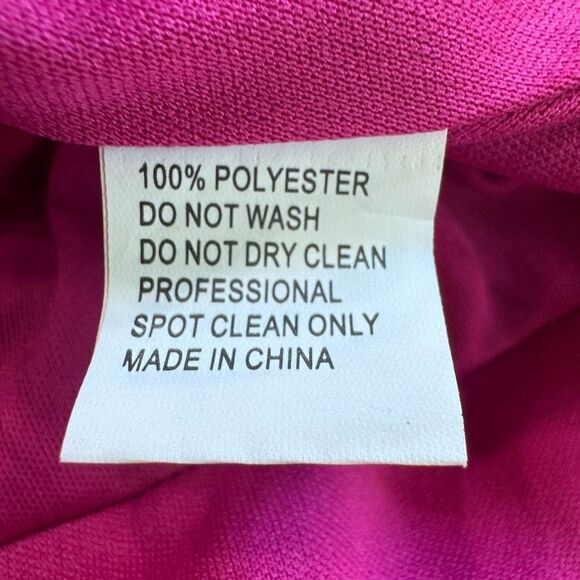 100% POLYESTER
DO NOT WASH
DO NOT DRY CLEAN
PROFESSIONAL
SPOT CLEAN ONLY
MADE IN CHINA